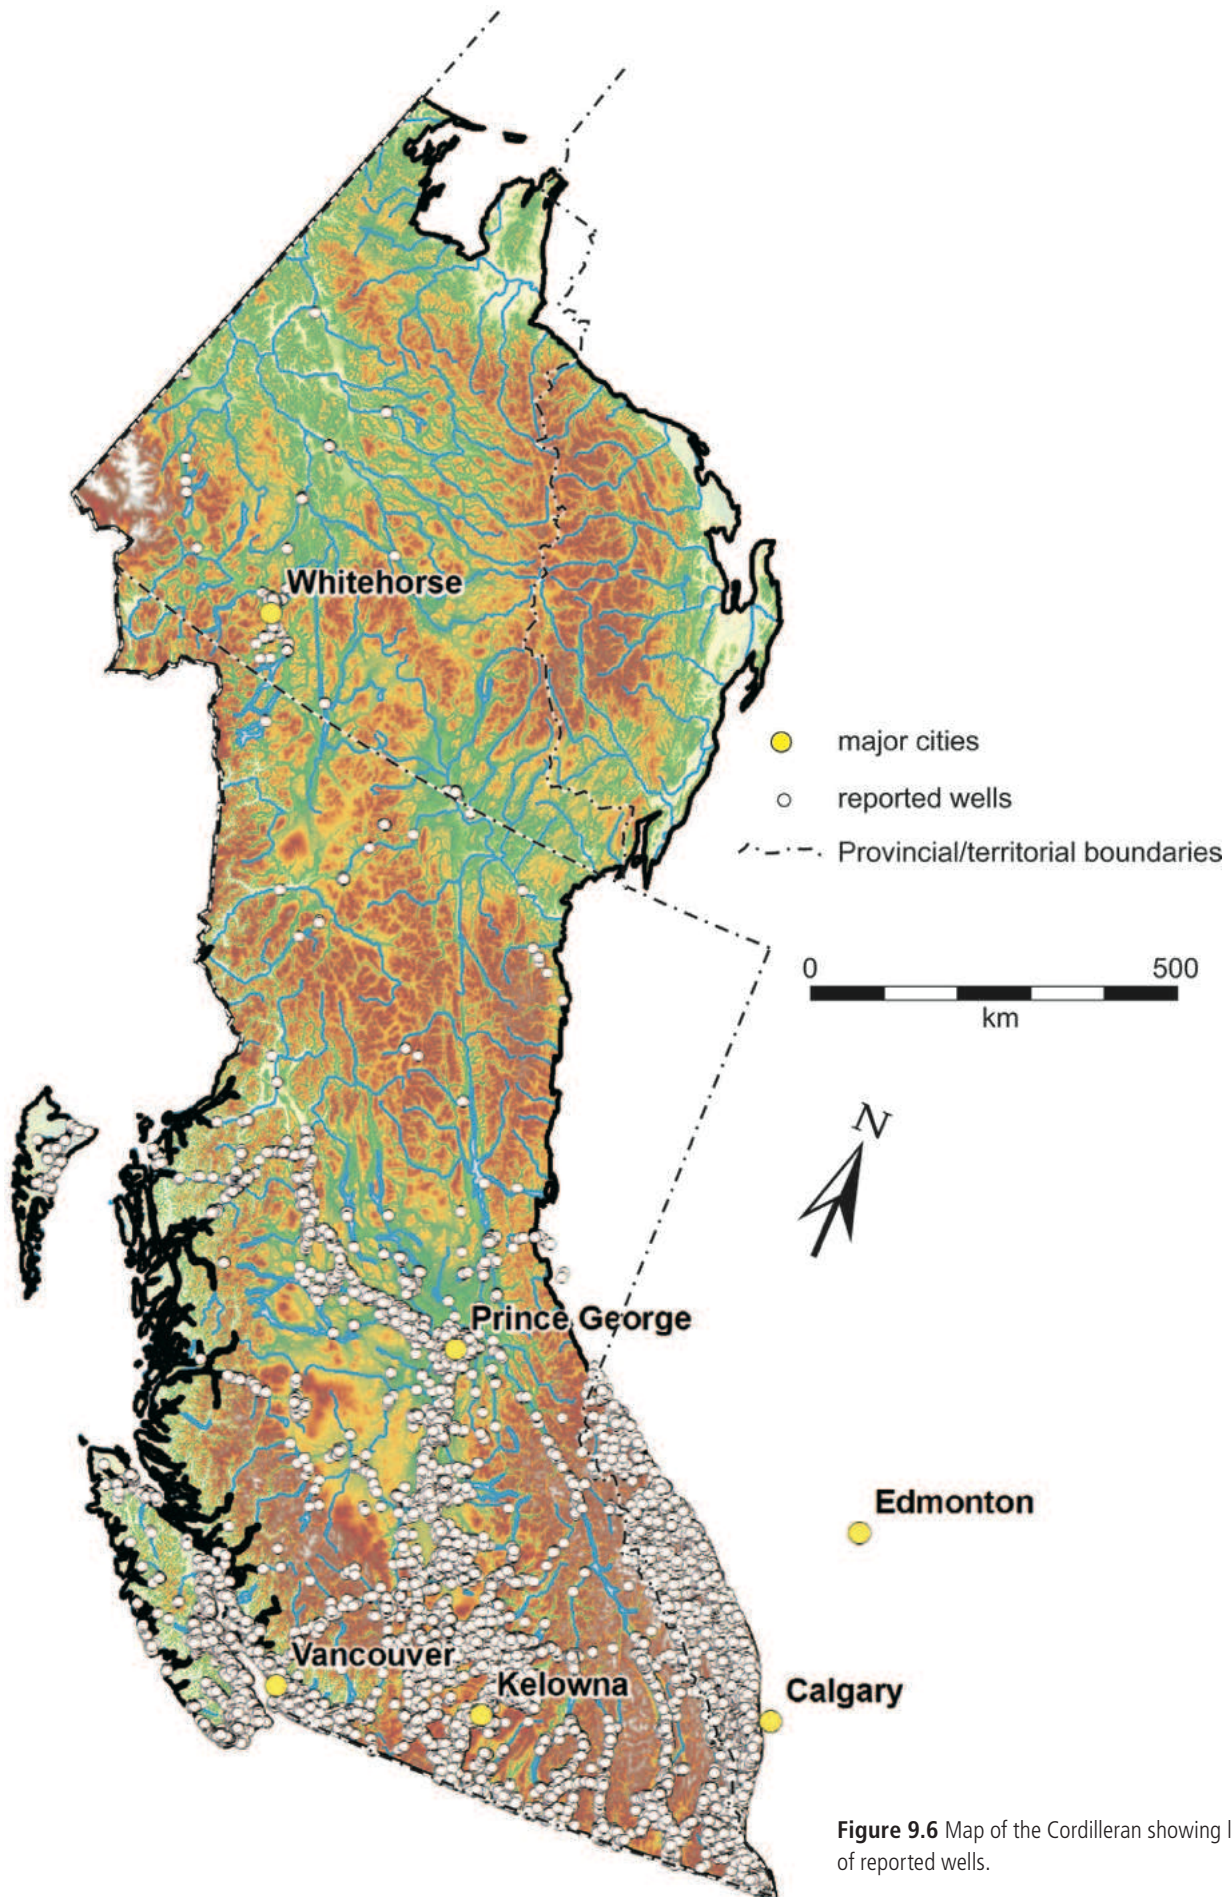 Whitehorse
major cities
reported wells
Provincial/territorial boundaries
0 500
km
N
Prince George
Edmonton
Vancouver
Kelowna
Calgary
Figure 9.6 Map of the Cordilleran showing
of reported wells.